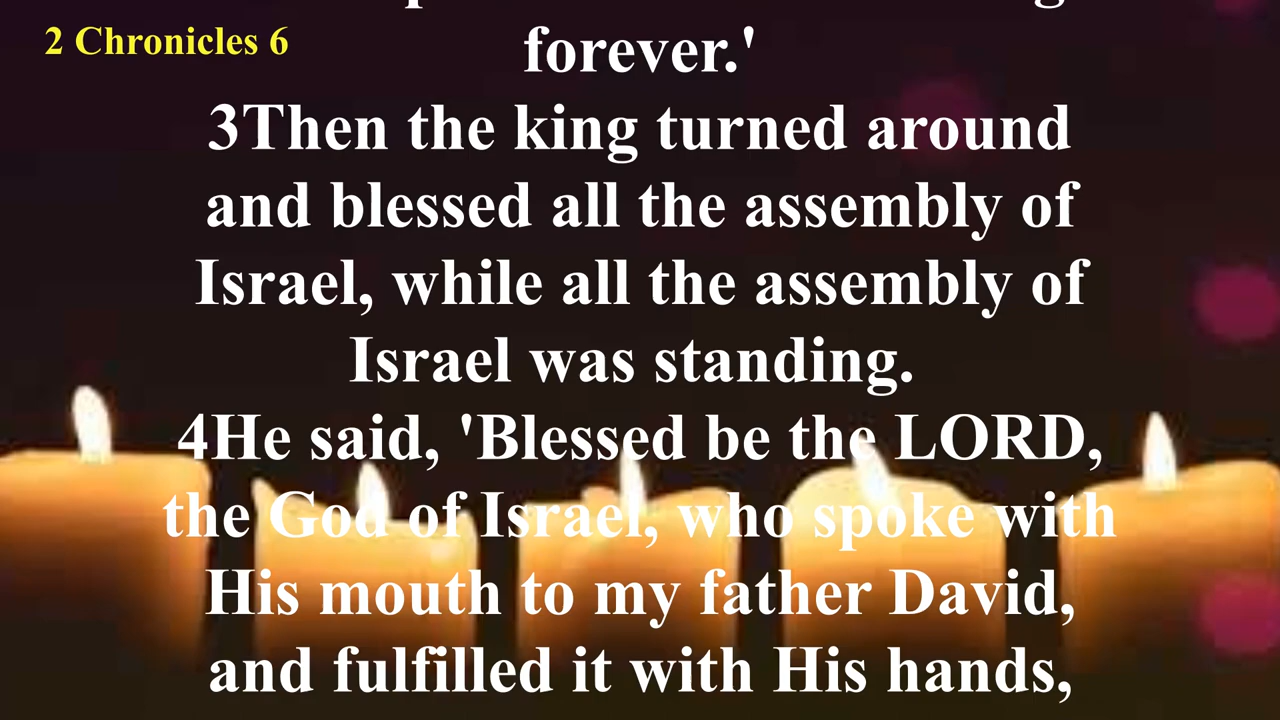 2 Chronicles 6
forever.'
3Then the king turned around
and blessed all the assembly of
Israel, while all the assembly of
Israel was standing.
4He said, 'Blessed be the LORD,
the God of Israel, who spoke with
His mouth to my father David,
and fulfilled it with His hands,